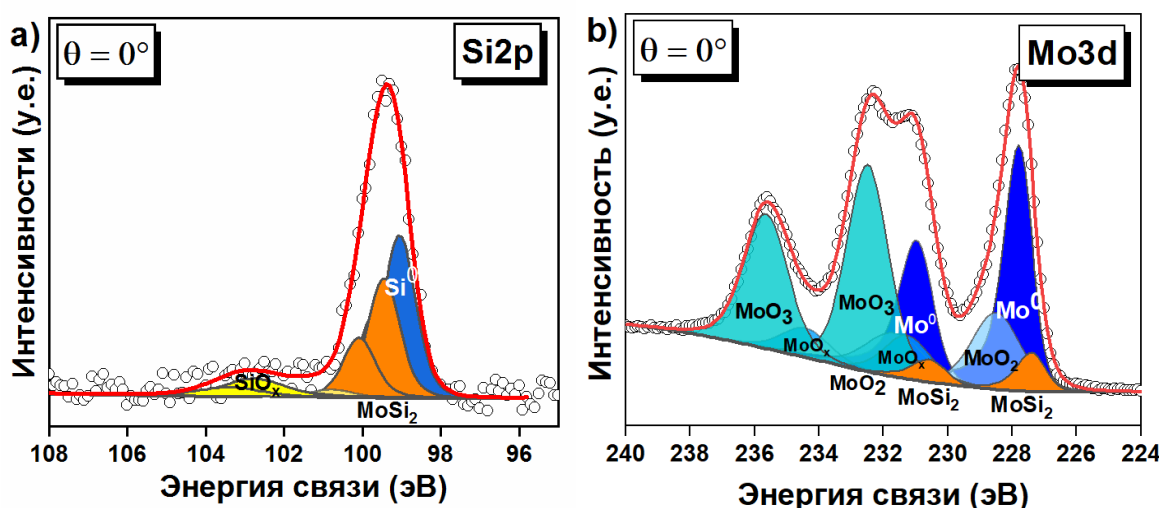 a)
θ = 0°
Si2p
Интенсивности (у.е.)
Si⁰
SiOₓ
MoSi₂
108 106 104 102 100 98 96
Энергия связи (эВ)
b)
θ = 0°
Mo3d
Интенсивность (у.е.)
MoO₃
MoO₃
Mo⁰
Mo⁰
MoOₓ
MoOₓ
MoO₂
MoO₂
MoSi₂
MoSi₂
240 238 236 234 232 230 228 226 224
Энергия связи (эВ)